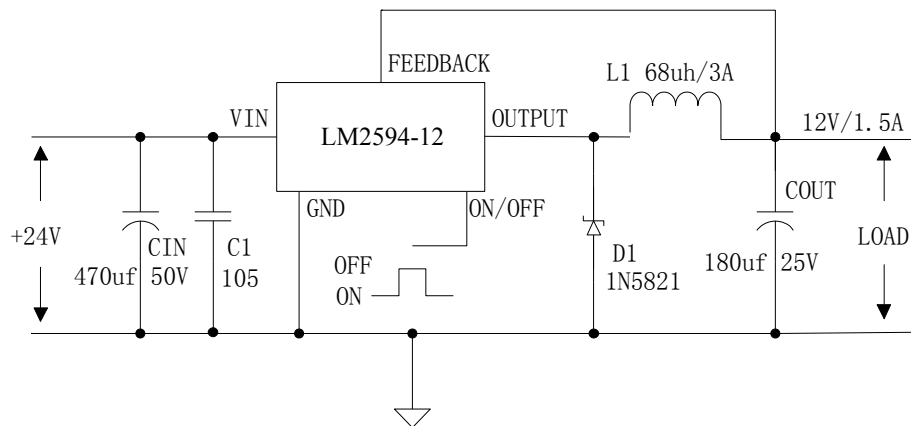 FEEDBACK
L1 68uh/3A
VIN
LM2594-12
OUTPUT
12V/1.5A
GND
ON/OFF
COUT
+24V
CIN
C1
OFF
D1
LOAD
470uf 50V
105
ON
1N5821
180uf 25V